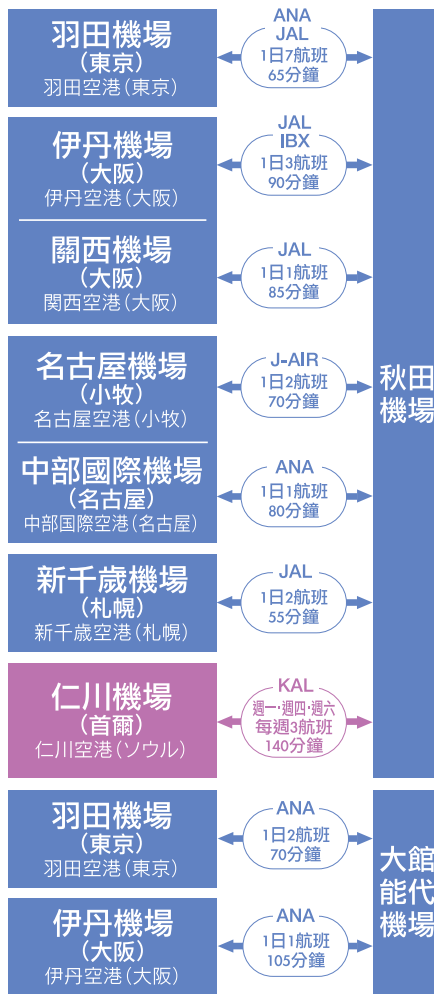 羽田機場
(東京)
羽田空港(東京)
ANA
JAL
1日7航班
65分鐘
伊丹機場
(大阪)
伊丹空港(大阪)
JAL
IBX
1日3航班
90分鐘
關西機場
(大阪)
関西空港(大阪)
JAL
1日1航班
85分鐘
名古屋機場
(小牧)
名古屋空港(小牧)
J-AIR
1日2航班
70分鐘
中部國際機場
(名古屋)
中部国際空港(名古屋)
ANA
1日1航班
80分鐘
新千歲機場
(札幌)
新千歳空港(札幌)
JAL
1日2航班
55分鐘
仁川機場
(首爾)
仁川空港(ソウル)
KAL
週一·週四·週六
每週3航班
140分鐘
秋田
機場
羽田機場
(東京)
羽田空港(東京)
ANA
1日2航班
70分鐘
伊丹機場
(大阪)
伊丹空港(大阪)
ANA
1日1航班
105分鐘
大館
能代
機場